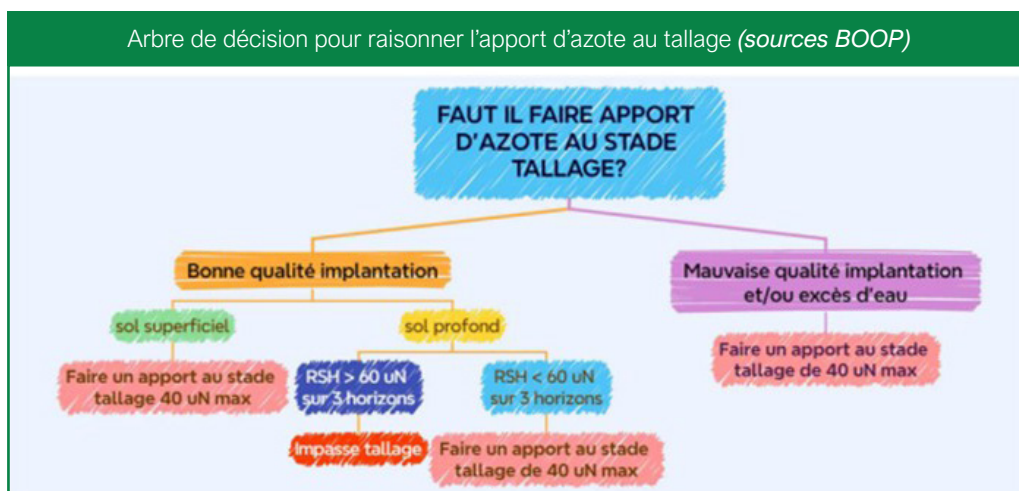 Arbre de décision pour raisonner l’apport d’azote au tallage (sources BOOP)
FAUT IL FAIRE APPORT
D'AZOTE AU STADE
TALLAGE?
Bonne qualité implantation
Mauvaise qualité implantation
et/ou excès d'eau
sol superficiel
sol profond
Faire un apport au stade
tallage 40 uN max
RSH > 60 uN
sur 3 horizons
RSH < 60 uN
sur 3 horizons
Faire un apport au stade
tallage de 40 uN max
Impasse tallage
Faire un apport au stade
tallage de 40 uN max